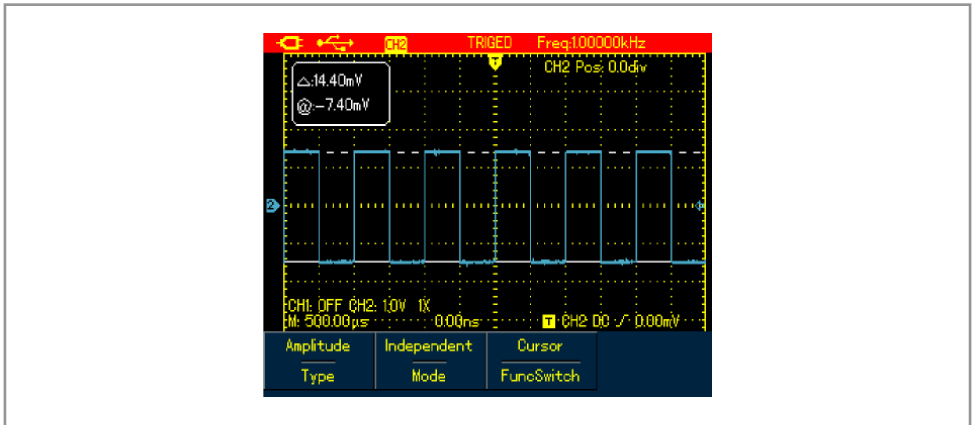 CH2 TRIGED Freq:1.00000kHz
T
CH2 Pos: 0.0div
△:14.40mV
@:-7.40mV
2
CH1: OFF CH2: 1.0V 1X
M: 500.00µs 0.00ns T CH2 DC 0.00mV
Amplitude Independent Cursor
Type Mode FuncSwitch